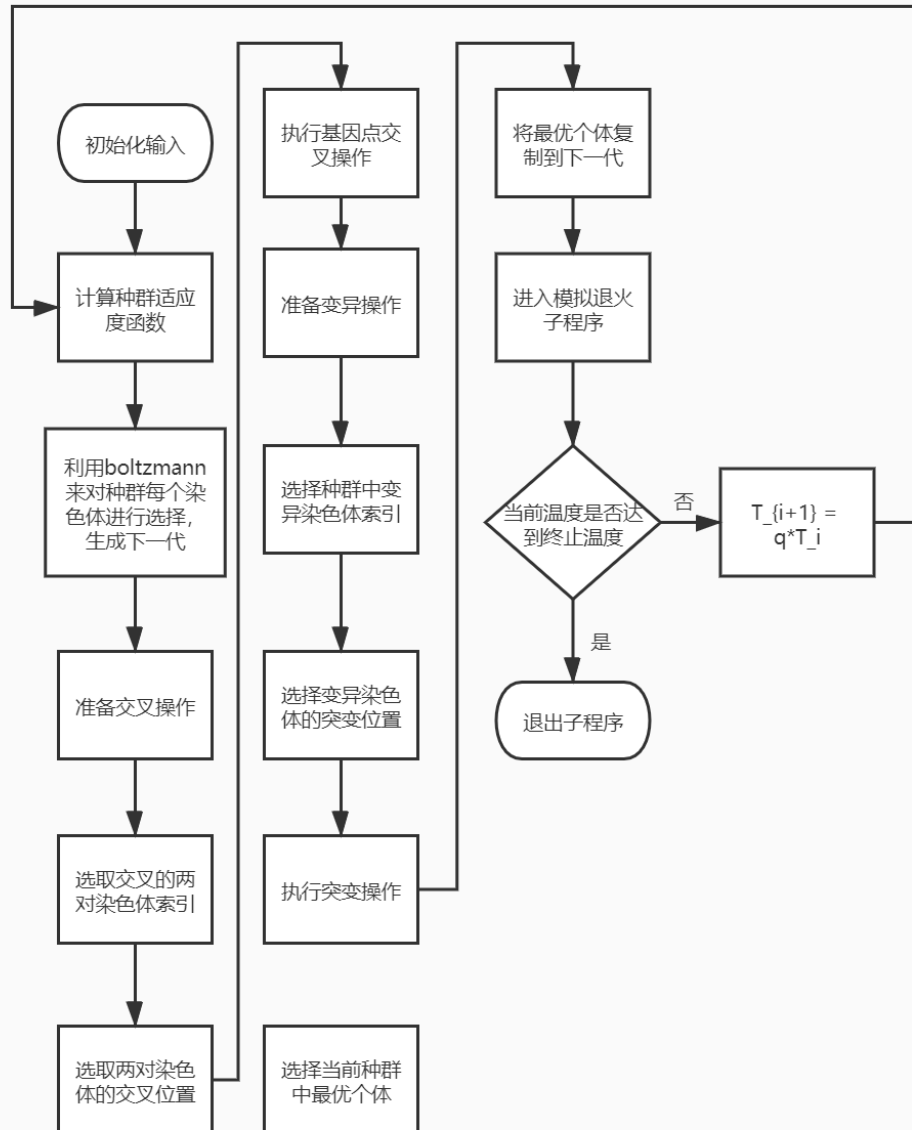 初始化输入
计算种群适应
度函数
利用boltzmann
来对种群每个染
色体进行选择，
生成下一代
准备交叉操作
选取交叉的两
对染色体索引
选取两对染色
体的交叉位置
执行基因点交
叉操作
准备变异操作
选择种群中变
异染色体索引
选择变异染色
体的突变位置
执行突变操作
选择当前种群
中最优个体
将最优个体复
制到下一代
进入模拟退火
子程序
当前温度是否达
到终止温度
否
T_{i+1} =
q*T_i
是
退出子程序